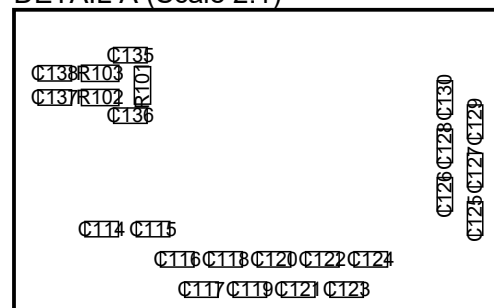 DETAIL A (Scale 2:1)
C135
C138 R103
R101
C137 R102
C136
C130
C129
C128
C127
C126
C125
C114 C115
C116 C118 C120 C122 C124
C117 C119 C121 C123